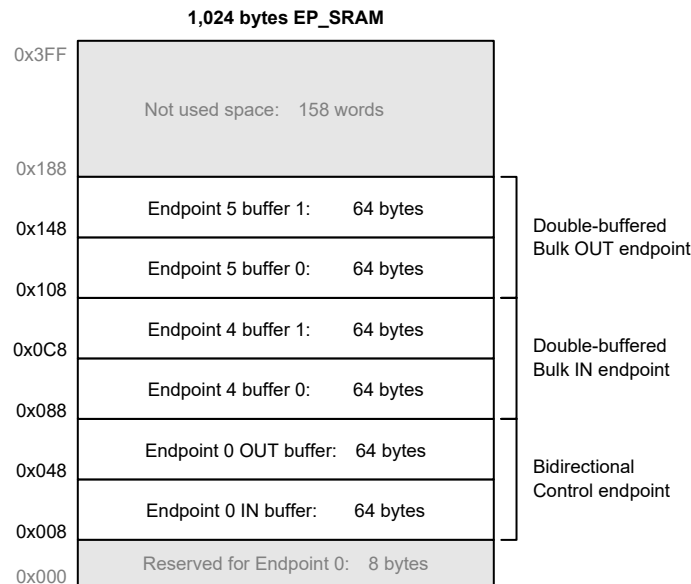 1,024 bytes EP_SRAM
0x3FF
Not used space: 158 words
0x188
Endpoint 5 buffer 1: 64 bytes
0x148
Double-buffered
Bulk OUT endpoint
Endpoint 5 buffer 0: 64 bytes
0x108
Endpoint 4 buffer 1: 64 bytes
0x0C8
Double-buffered
Bulk IN endpoint
Endpoint 4 buffer 0: 64 bytes
0x088
Endpoint 0 OUT buffer: 64 bytes
0x048
Bidirectional
Control endpoint
Endpoint 0 IN buffer: 64 bytes
0x008
Reserved for Endpoint 0: 8 bytes
0x000